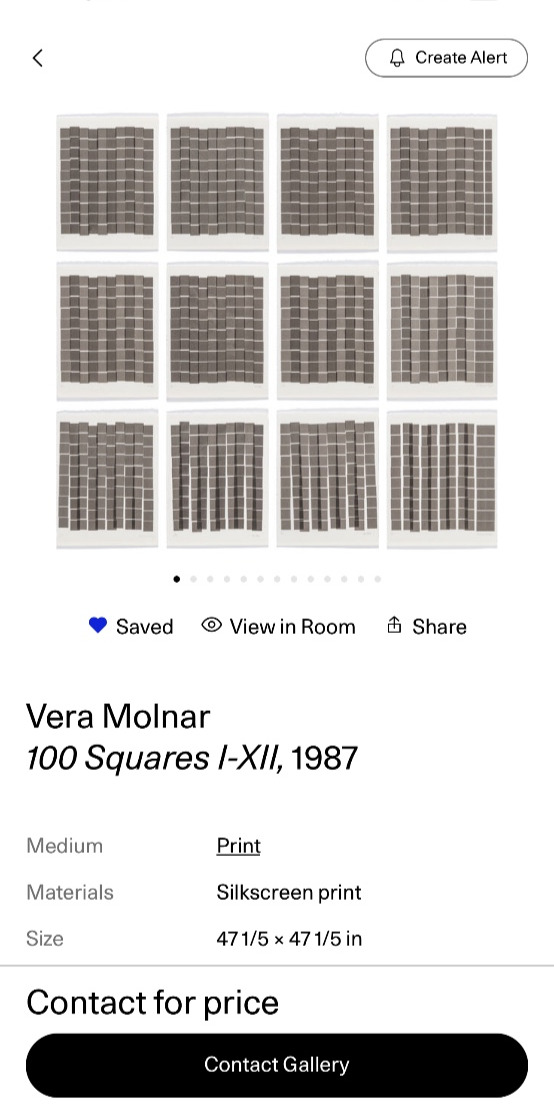 Create Alert
Saved
View in Room
Share
Vera Molnar
100 Squares I-XII, 1987
Medium
Print
Materials
Silkscreen print
Size
47 1/5 × 47 1/5 in
Contact for price
Contact Gallery